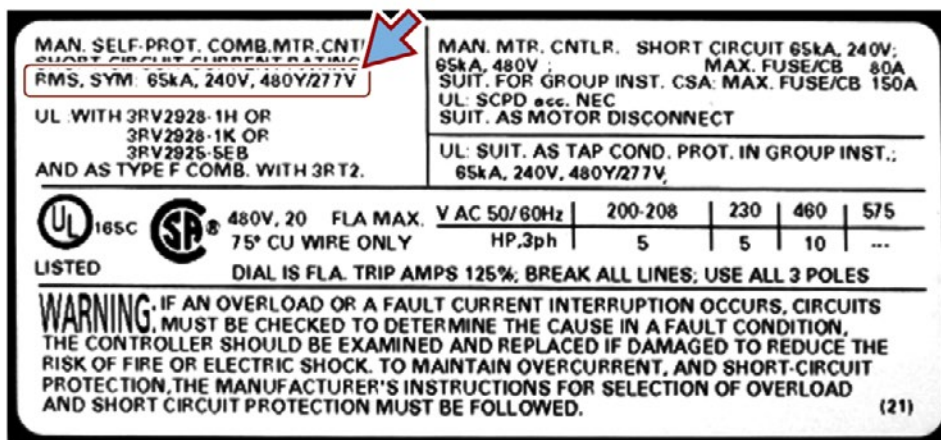 MAN. SELF-PROT. COMB.MTR.CNTL
SHORT CIRCUIT CURRENT RATING
RMS, SYM: 65kA, 240V, 480Y/277V
UL WITH 3RV2928-1H OR
3RV2928-1K OR
3RV2925-5EB
AND AS TYPE F COMB. WITH 3RT2.
MAN. MTR. CNTLR. SHORT CIRCUIT 65kA, 240V;
65kA, 480V ; MAX. FUSE/CB 80A
SUIT. FOR GROUP INST. CSA: MAX. FUSE/CB 150A
UL: SCPD acc. NEC
SUIT. AS MOTOR DISCONNECT
UL: SUIT. AS TAP COND. PROT. IN GROUP INST.;
65kA, 240V, 480Y/277V,
UL 165C
LISTED
SA ®
480V, 20 FLA MAX.
75° CU WIRE ONLY
V AC 50/60Hz 200-208 230 460 575
HP,3ph 5 5 10 ---
DIAL IS FLA. TRIP AMPS 125%; BREAK ALL LINES; USE ALL 3 POLES
WARNING: IF AN OVERLOAD OR A FAULT CURRENT INTERRUPTION OCCURS, CIRCUITS
MUST BE CHECKED TO DETERMINE THE CAUSE IN A FAULT CONDITION,
THE CONTROLLER SHOULD BE EXAMINED AND REPLACED IF DAMAGED TO REDUCE THE
RISK OF FIRE OR ELECTRIC SHOCK. TO MAINTAIN OVERCURRENT, AND SHORT-CIRCUIT
PROTECTION,THE MANUFACTURER'S INSTRUCTIONS FOR SELECTION OF OVERLOAD
AND SHORT CIRCUIT PROTECTION MUST BE FOLLOWED.
(21)